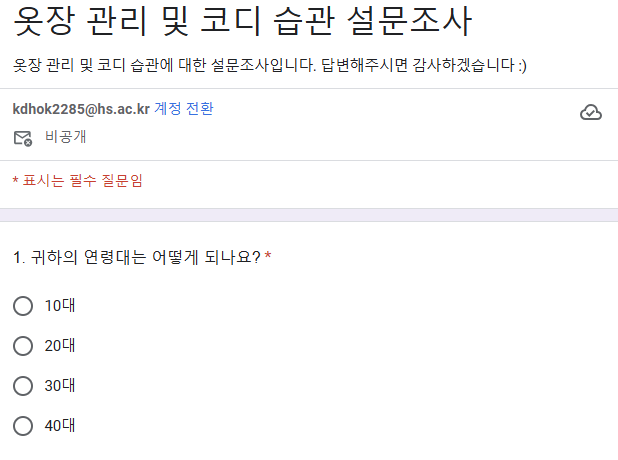 옷장 관리 및 코디 습관 설문조사
옷장 관리 및 코디 습관에 대한 설문조사입니다. 답변해주시면 감사하겠습니다 :)
kdhok2285@hs.ac.kr 계정 전환
비공개
* 표시는 필수 질문임
1. 귀하의 연령대는 어떻게 되나요? *
10대
20대
30대
40대